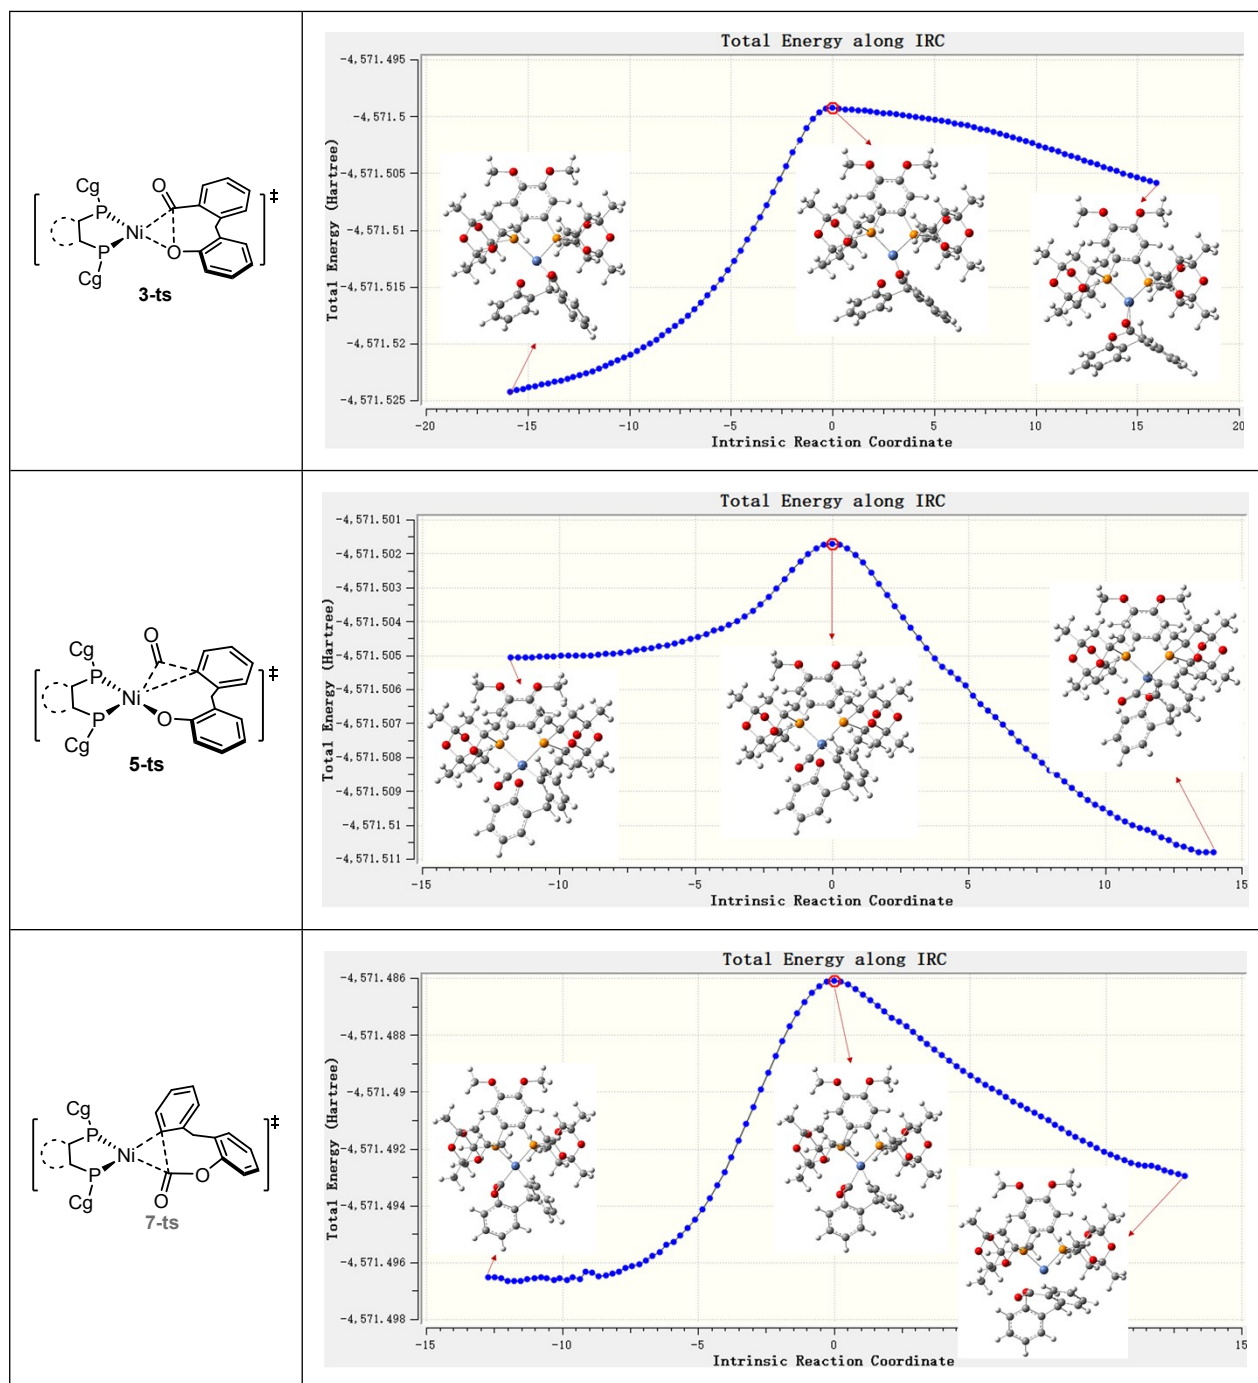 Cg
P
Ni
P
Cg
O
O
‡
3-ts
Total Energy along IRC
Total Energy (Hartree)
-4,571.495
-4,571.5
-4,571.505
-4,571.51
-4,571.515
-4,571.52
-4,571.525
-20 -15 -10 -5 0 5 10 15 20
Intrinsic Reaction Coordinate
Cg
P
Ni
P
Cg
O
O
‡
5-ts
Total Energy along IRC
Total Energy (Hartree)
-4,571.501
-4,571.502
-4,571.503
-4,571.504
-4,571.505
-4,571.506
-4,571.507
-4,571.508
-4,571.509
-4,571.51
-4,571.511
-15 -10 -5 0 5 10 15
Intrinsic Reaction Coordinate
Cg
P
Ni
P
Cg
O
O
‡
7-ts
Total Energy along IRC
Total Energy (Hartree)
-4,571.486
-4,571.488
-4,571.49
-4,571.492
-4,571.494
-4,571.496
-4,571.498
-15 -10 -5 0 5 15
Intrinsic Reaction Coordinate